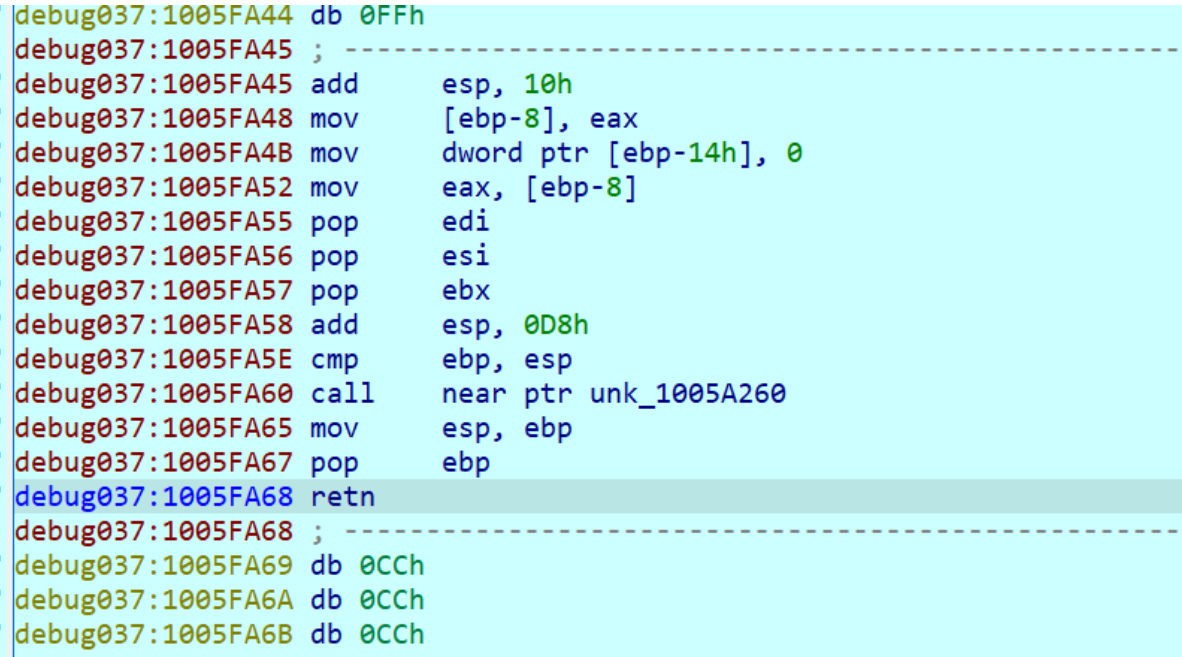 debug037:1005FA44 db 0FFh
debug037:1005FA45 ; ---------------------------------------------------
debug037:1005FA45 add     esp, 10h
debug037:1005FA48 mov     [ebp-8], eax
debug037:1005FA4B mov     dword ptr [ebp-14h], 0
debug037:1005FA52 mov     eax, [ebp-8]
debug037:1005FA55 pop     edi
debug037:1005FA56 pop     esi
debug037:1005FA57 pop     ebx
debug037:1005FA58 add     esp, 0D8h
debug037:1005FA5E cmp     ebp, esp
debug037:1005FA60 call    near ptr unk_1005A260
debug037:1005FA65 mov     esp, ebp
debug037:1005FA67 pop     ebp
debug037:1005FA68 retn
debug037:1005FA68 ; ---------------------------------------------------
debug037:1005FA69 db 0CCh
debug037:1005FA6A db 0CCh
debug037:1005FA6B db 0CCh